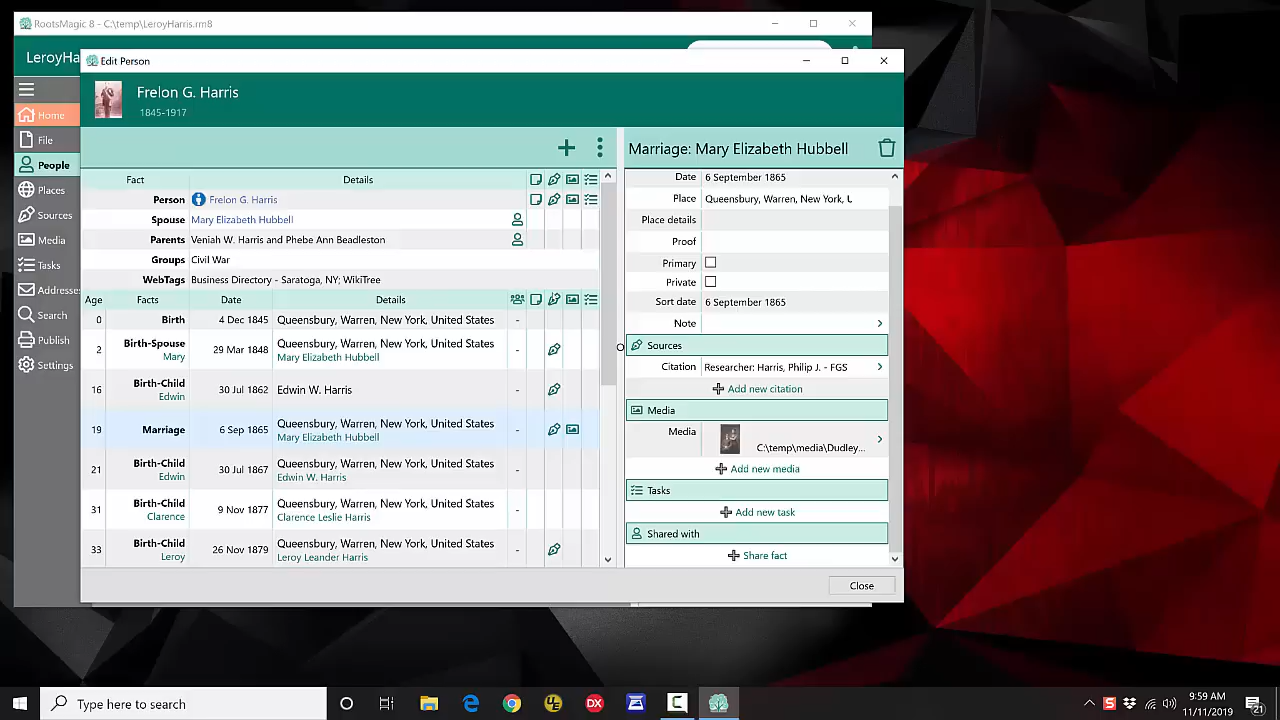 RootsMagic 8 - C:\temp\LeroyHarris.rm8
LeroyHa
Edit Person
Frelon G. Harris
1845-1917
Home
File
People
Places
Sources
Media
Tasks
Addresse
Search
Publish
Settings
Fact Details
Person Frelon G. Harris
Spouse Mary Elizabeth Hubbell
Parents Veniah W. Harris and Phebe Ann Beadleston
Groups Civil War
WebTags Business Directory - Saratoga, NY; WikiTree
Age Facts Date Details
0 Birth 4 Dec 1845 Queensbury, Warren, New York, United States -
2 Birth-Spouse 29 Mar 1848 Queensbury, Warren, New York, United States -
Mary Mary Elizabeth Hubbell
16 Birth-Child 30 Jul 1862 Edwin W. Harris -
Edwin
19 Marriage 6 Sep 1865 Queensbury, Warren, New York, United States -
Mary Elizabeth Hubbell
21 Birth-Child 30 Jul 1867 Queensbury, Warren, New York, United States -
Edwin Edwin W. Harris
31 Birth-Child 9 Nov 1877 Queensbury, Warren, New York, United States -
Clarence Clarence Leslie Harris
33 Birth-Child 26 Nov 1879 Queensbury, Warren, New York, United States -
Leroy Leroy Leander Harris
Marriage: Mary Elizabeth Hubbell
Date 6 September 1865
Place Queensbury, Warren, New York, U
Place details
Proof
Primary
Private
Sort date 6 September 1865
Note
Sources
Citation Researcher: Harris, Philip J. - FGS
Add new citation
Media
Media C:\temp\media\Dudley...
Add new media
Tasks
Add new task
Shared with
Share fact
Close
Type here to search
UE
DX
C
S
9:59 AM
11/11/2019
21